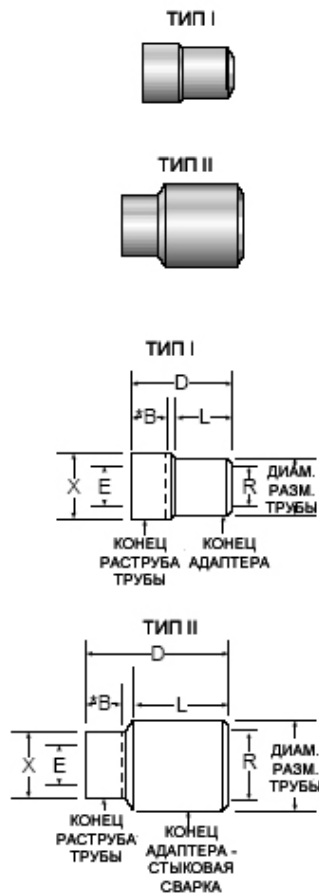 ТИП I
ТИП II
ТИП I
D
*B
L
X
E
R
ДИАМ.
РАЗМ.
ТРУБЫ
КОНЕЦ
РАСТРУБА
ТРУБЫ
КОНЕЦ
АДАПТЕРА
ТИП II
D
*B
L
X
E
R
ДИАМ.
РАЗМ.
ТРУБЫ
КОНЕЦ
РАСТРУБА
ТРУБЫ
КОНЕЦ
АДАПТЕРА -
СТЫКОВАЯ
СВАРКА